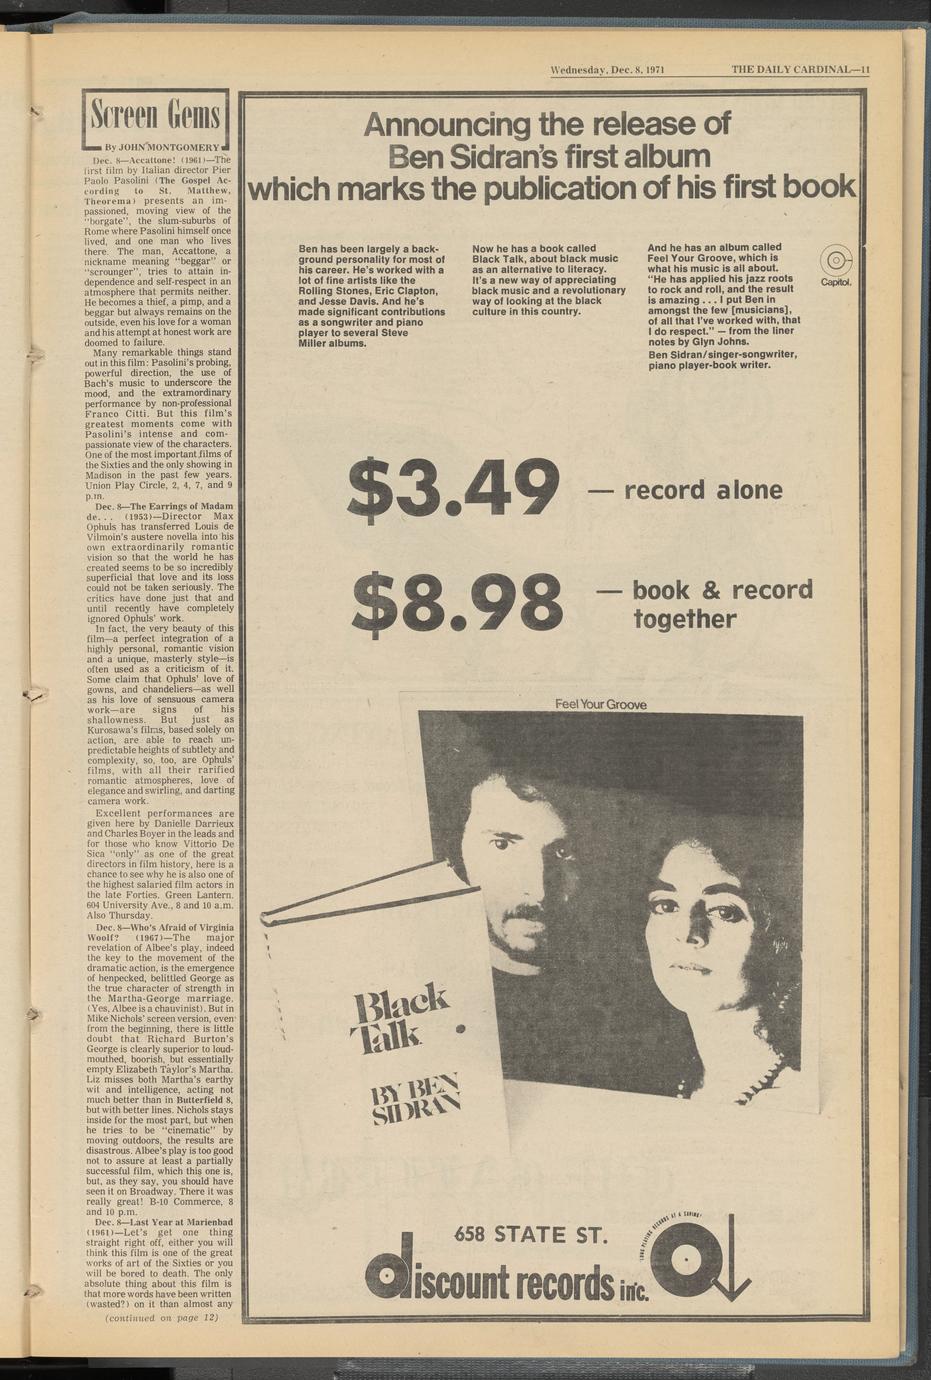 Wednesday, Dec. 8, 1971
THE DAILY CARDINAL—11
Screen Gems
By JOHN MONTGOMERY
Dec. 8—Accattone! (1961)—The
first film by Italian director Pier
Paolo Pasolini (The Gospel Ac-
cording to St. Matthew,
Theorema) presents an im-
passioned, moving view of the
"borgate", the slum-suburbs of
Rome where Pasolini himself once
lived, and one man who lives
there. The man, Accattone, a
nickname meaning "beggar" or
"scrounger", tries to attain in-
dependence and self-respect in an
atmosphere that permits neither.
He becomes a thief, a pimp, and a
beggar but always remains on the
outside, even his love for a woman
and his attempt at honest work are
doomed to failure.
Many remarkable things stand
out in this film: Pasolini's probing,
powerful direction, the use of
Bach's music to underscore the
mood, and the extramordinary
performance by non-professional
Franco Citti. But this film's
greatest moments come with
Pasolini's intense and com-
passionate view of the characters.
One of the most important films of
the Sixties and the only showing in
Madison in the past few years.
Union Play Circle, 2, 4, 7, and 9
p.m.
Dec. 8—The Earrings of Madam
de... (1953)—Director Max
Ophuls has transferred Louis de
Vilmoin's austere novella into his
own extraordinarily romantic
vision so that the world he has
created seems to be so incredibly
superficial that love and its loss
could not be taken seriously. The
critics have done just that and
until recently have completely
ignored Ophuls' work.
In fact, the very beauty of this
film—a perfect integration of a
highly personal, romantic vision
and a unique, masterly style—is
often used as a criticism of it.
Some claim that Ophuls' love of
gowns, and chandeliers—as well
as his love of sensuous camera
work—are signs of his
shallowness. But just as
Kurosawa's films, based solely on
action, are able to reach un-
predictable heights of subtlety and
complexity, so, too, are Ophuls'
films, with all their rarified
romantic atmospheres, love of
elegance and swirling, and darting
camera work.
Excellent performances are
given here by Danielle Darrieux
and Charles Boyer in the leads and
for those who know Vittorio De
Sica "only" as one of the great
directors in film history, here is a
chance to see why he is also one of
the highest salaried film actors in
the late Forties. Green Lantern.
604 University Ave., 8 and 10 a.m.
Also Thursday.
Dec. 8—Who's Afraid of Virginia
Woolf? (1967)—The major
revelation of Albee's play, indeed
the key to the movement of the
dramatic action, is the emergence
of henpecked, belittled George as
the true character of strength in
the Martha-George marriage.
(Yes, Albee is a chauvinist). But in
Mike Nichols' screen version, even
from the beginning, there is little
doubt that Richard Burton's
George is clearly superior to loud-
mouthed, boorish, but essentially
empty Elizabeth Taylor's Martha.
Liz misses both Martha's earthy
wit and intelligence, acting not
much better than in Butterfield 8,
but with better lines. Nichols stays
inside for the most part, but when
he tries to be "cinematic" by
moving outdoors, the results are
disastrous. Albee's play is too good
not to assure at least a partially
successful film, which this one is,
but, as they say, you should have
seen it on Broadway. There it was
really great! B-10 Commerce, 8
and 10 p.m.
Dec. 8—Last Year at Marienbad
(1961)—Let's get one thing
straight right off, either you will
think this film is one of the great
works of art of the Sixties or you
will be bored to death. The only
absolute thing about this film is
that more words have been written
(wasted?) on it than almost any
(continued on page 12)
Announcing the release of
Ben Sidran's first album
which marks the publication of his first book
Ben has been largely a back-
ground personality for most of
his career. He's worked with a
lot of fine artists like the
Rolling Stones, Eric Clapton,
and Jesse Davis. And he's
made significant contributions
as a songwriter and piano
player to several Steve
Miller albums.
Now he has a book called
Black Talk, about black music
as an alternative to literacy.
It's a new way of appreciating
black music and a revolutionary
way of looking at the black
culture in this country.
And he has an album called
Feel Your Groove, which is
what his music is all about.
"He has applied his jazz roots
to rock and roll, and the result
is amazing . . . I put Ben in
amongst the few [musicians],
of all that I've worked with, that
I do respect." — from the liner
notes by Glyn Johns.
Ben Sidran/singer-songwriter,
piano player-book writer.
Capitol.
$3.49 — record alone
$8.98 — book & record
together
Feel Your Groove
Black
Talk
BY BEN
SIDRAN
658 STATE ST.
discount records inc.
LONG PLAYING RECORDS AT A SAVING!